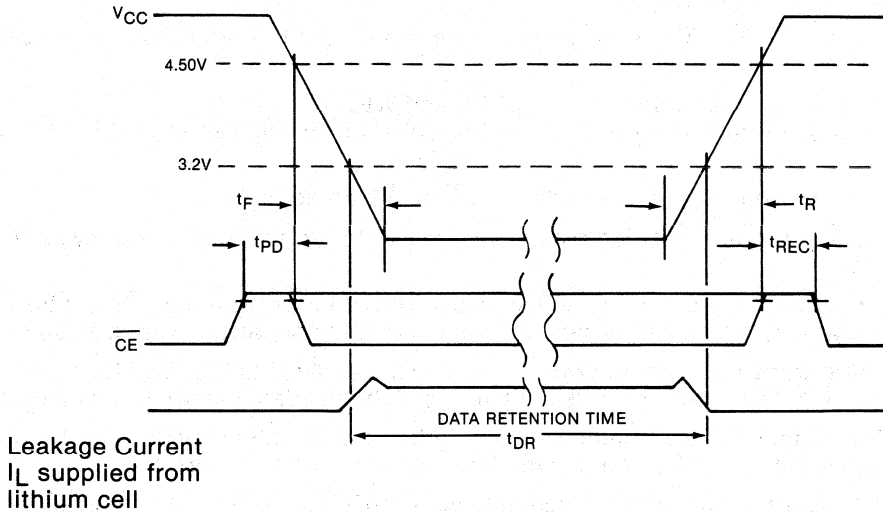 VCC
4.50V
3.2V
tF
tR
tPD
tREC
CE
DATA RETENTION TIME
tDR
Leakage Current
IL supplied from
lithium cell